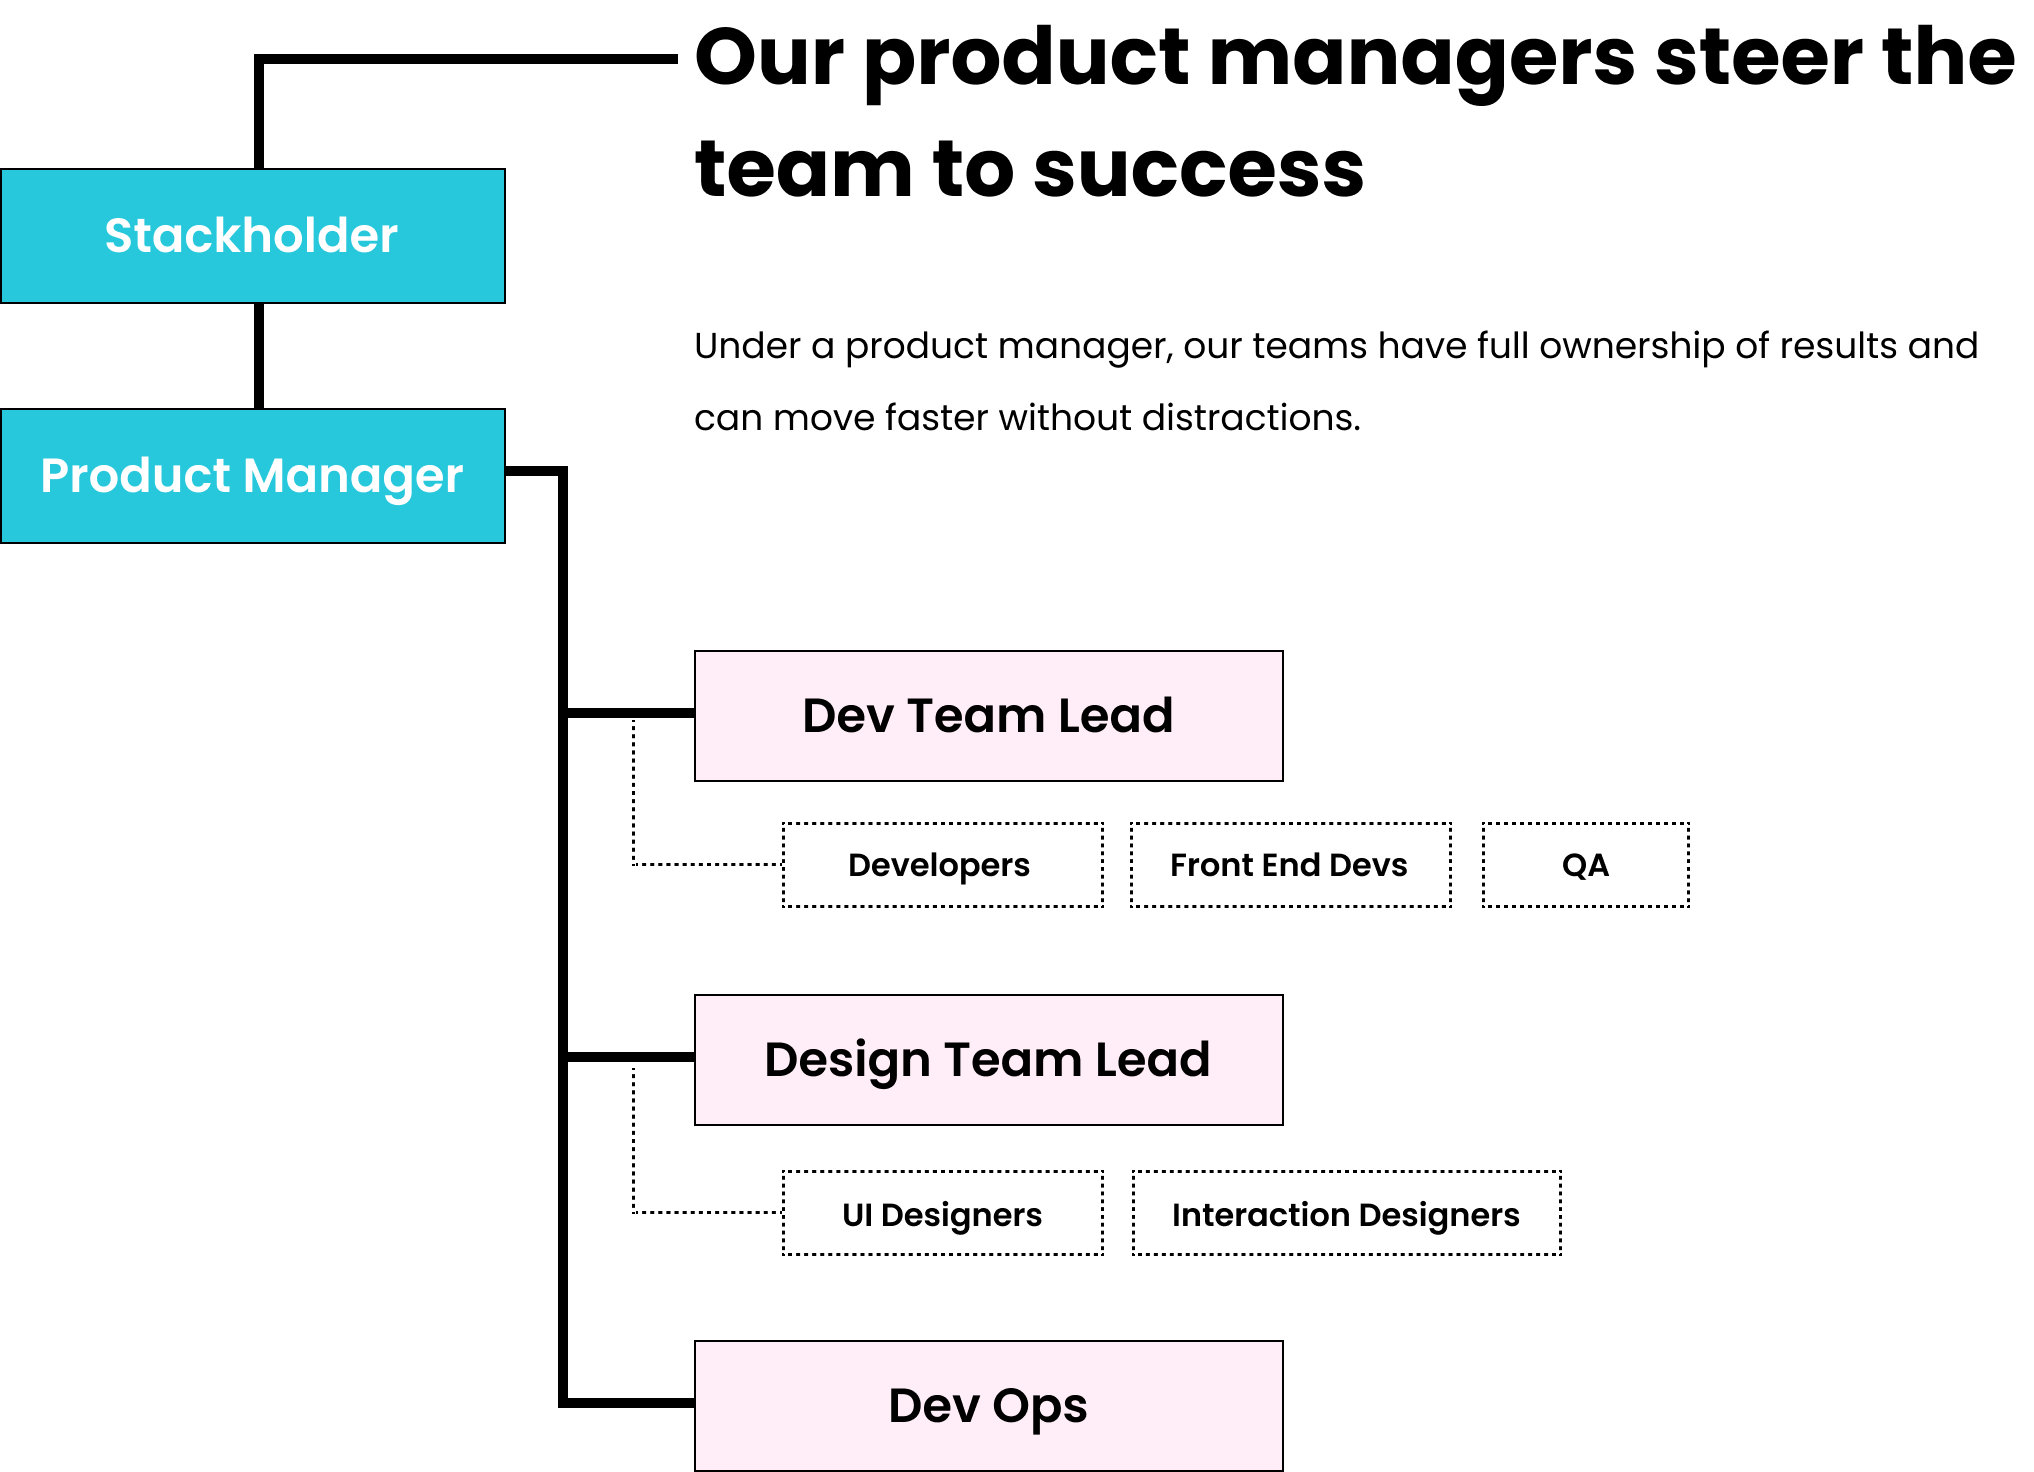 Our product managers steer the
team to success
Stackholder
Under a product manager, our teams have full ownership of results and
can move faster without distractions.
Product Manager
Dev Team Lead
Developers
Front End Devs
QA
Design Team Lead
UI Designers
Interaction Designers
Dev Ops